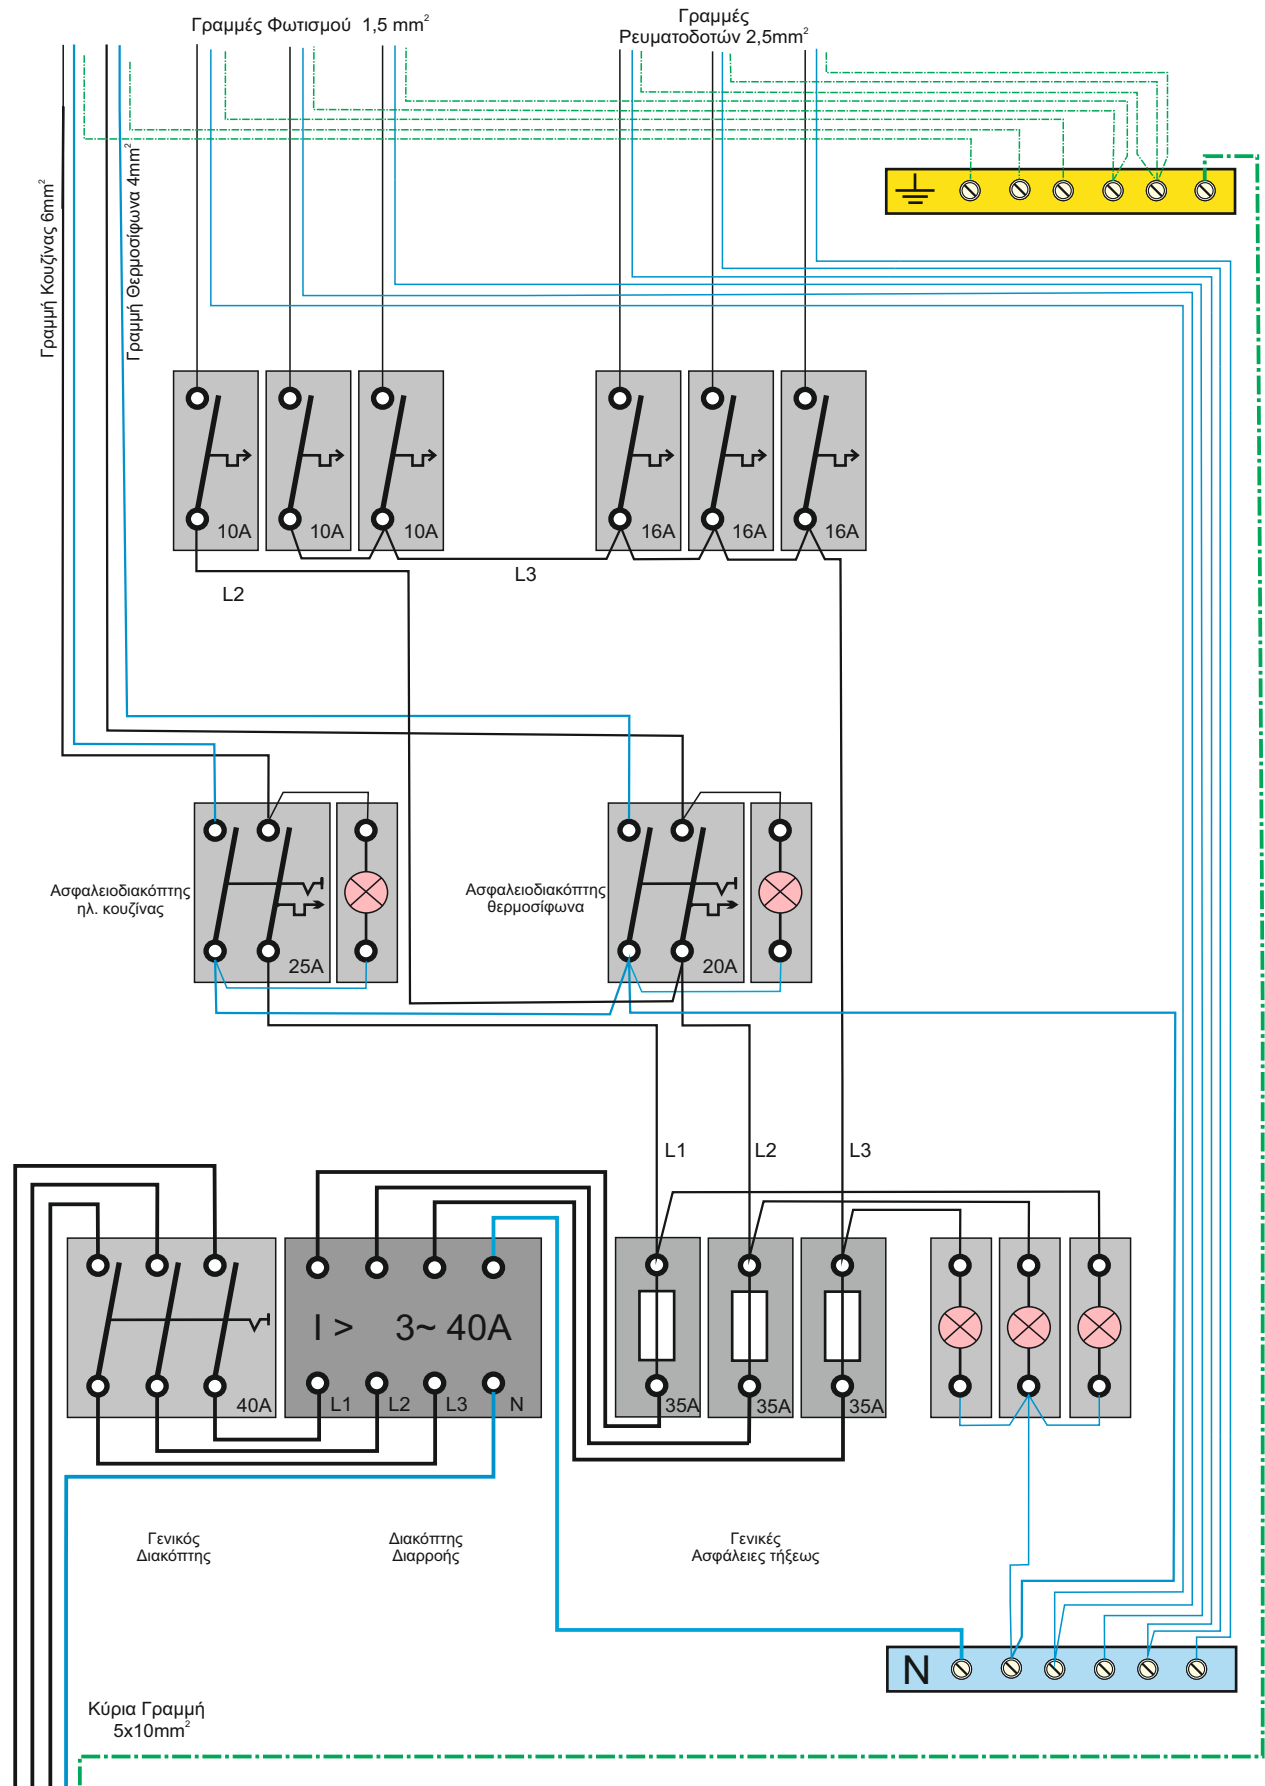 Γραμμές Φωτισμού 1,5 mm²
Γραμμές
Ρευματοδοτών 2,5mm²
Γραμμή Κουζίνας 6mm²
Γραμμή Θερμοσίφωνα 4mm²
10A
10A
10A
16A
16A
16A
L2
L3
Ασφαλειοδιακόπτης
ηλ. κουζίνας
25A
Ασφαλειοδιακόπτης
θερμοσίφωνα
20A
L1
L2
L3
I > 3~ 40A
40A
L1
L2
L3
N
35A
35A
35A
Γενικός
Διακόπτης
Διακόπτης
Διαρροής
Γενικές
Ασφάλειες τήξεως
N
Κύρια Γραμμή
5x10mm²